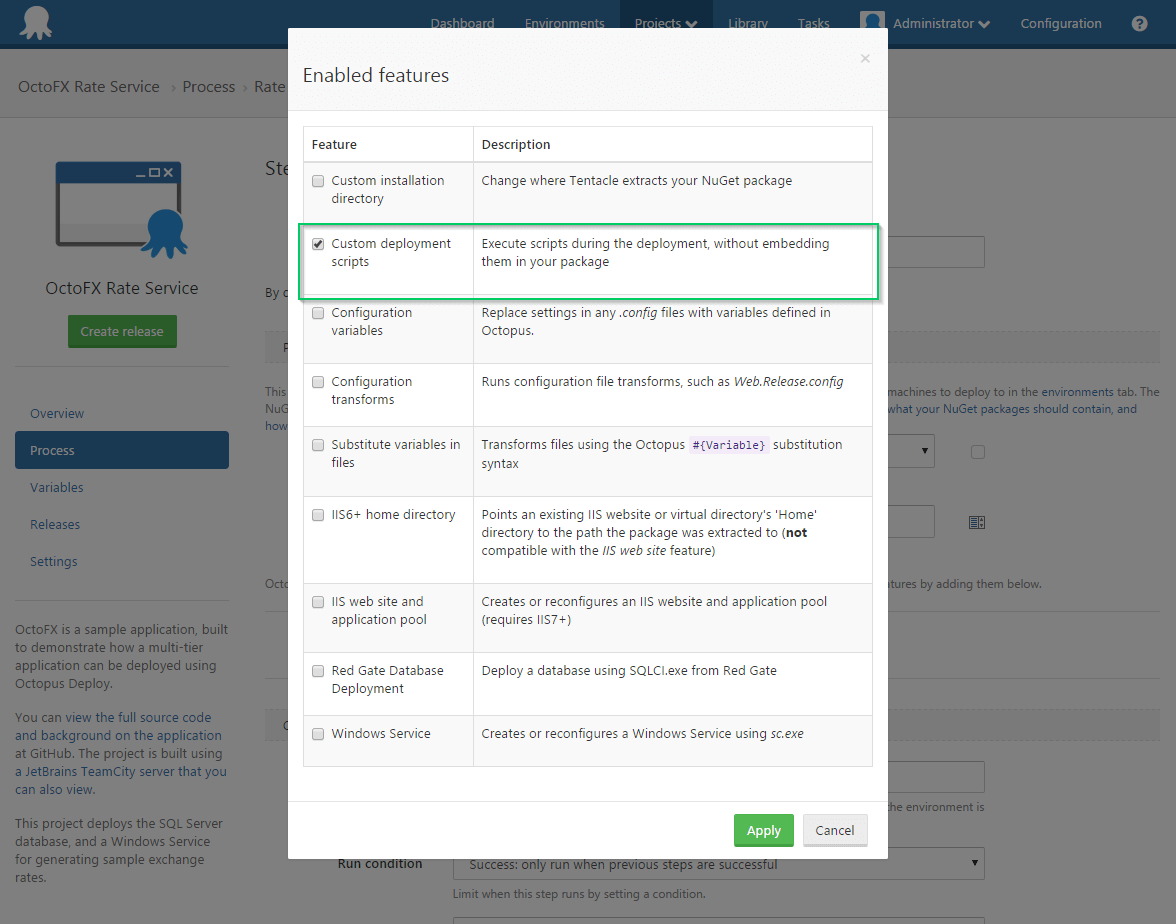 Dashboard Environments Projects Library Tasks Administrator Configuration ?
OctoFX Rate Service › Process › Rate
OctoFX Rate Service
Create release
Overview
Process
Variables
Releases
Settings
OctoFX is a sample application, built
to demonstrate how a multi-tier
application can be deployed using
Octopus Deploy.
You can view the full source code
and background on the application
at GitHub. The project is built using
a JetBrains TeamCity server that you
can also view.
This project deploys the SQL Server
database, and a Windows Service
for generating sample exchange
rates.
Enabled features
×
Feature Description
Custom installation
directory
Change where Tentacle extracts your NuGet package
Custom deployment
scripts
Execute scripts during the deployment, without embedding
them in your package
Configuration
variables
Replace settings in any .config files with variables defined in
Octopus.
Configuration
transforms
Runs configuration file transforms, such as Web.Release.config
Substitute variables in
files
Transforms files using the Octopus #{Variable} substitution
syntax
IIS6+ home directory
Points an existing IIS website or virtual directory's 'Home'
directory to the path the package was extracted to (not
compatible with the IIS web site feature)
IIS web site and
application pool
Creates or reconfigures an IIS website and application pool
(requires IIS7+)
Red Gate Database
Deployment
Deploy a database using SQLCI.exe from Red Gate
Windows Service
Creates or reconfigures a Windows Service using sc.exe
Apply Cancel
By
This
machines to deploy to in the environments tab. The
what your NuGet packages should contain, and
how
atures by adding them below.
the environment is
Run condition
Success: only run when previous steps are successful
Limit when this step runs by setting a condition.